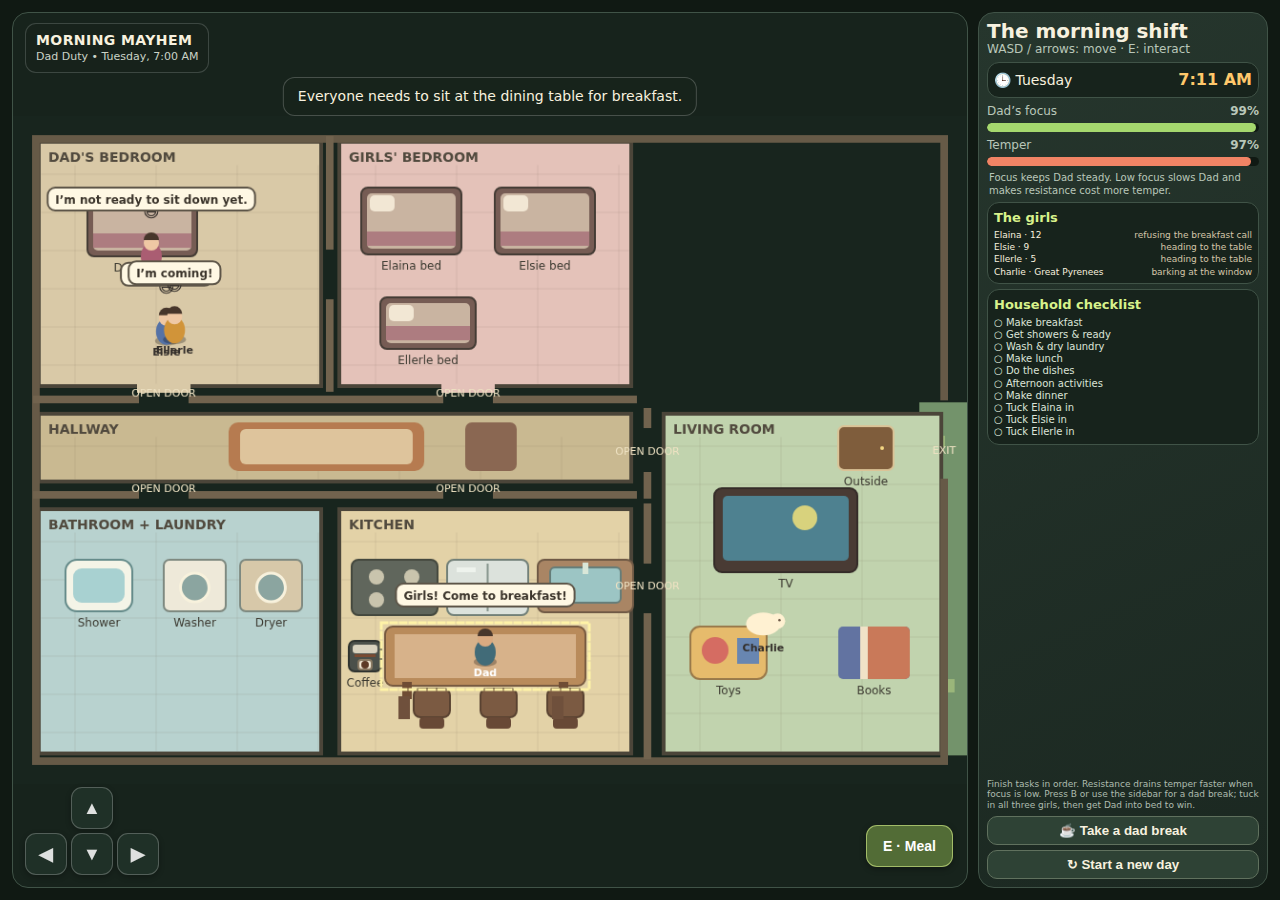 MORNING MAYHEM
Dad Duty • Tuesday, 7:00 AM
Everyone needs to sit at the dining table for breakfast.
DAD'S BEDROOM
I'm not ready to sit down yet.
I'm coming!
Elsie
Ellerle
OPEN DOOR
GIRLS' BEDROOM
Elaina bed
Elsie bed
Ellerle bed
OPEN DOOR
HALLWAY
OPEN DOOR
OPEN DOOR
OPEN DOOR
LIVING ROOM
EXIT
Outside
TV
OPEN DOOR
Charlie
Toys
Books
BATHROOM + LAUNDRY
Shower
Washer
Dryer
KITCHEN
Girls! Come to breakfast!
Dad
Coffee
▲
◀
▼
▶
E · Meal
The morning shift
WASD / arrows: move · E: interact
Tuesday
7:11 AM
Dad's focus
99%
Temper
97%
Focus keeps Dad steady. Low focus slows Dad and
makes resistance cost more temper.
The girls
Elaina · 12 refusing the breakfast call
Elsie · 9 heading to the table
Ellerle · 5 heading to the table
Charlie · Great Pyrenees barking at the window
Household checklist
○ Make breakfast
○ Get showers & ready
○ Wash & dry laundry
○ Make lunch
○ Do the dishes
○ Afternoon activities
○ Make dinner
○ Tuck Elaina in
○ Tuck Elsie in
○ Tuck Ellerle in
Finish tasks in order. Resistance drains temper faster when
focus is low. Press B or use the sidebar for a dad break; tuck
in all three girls, then get Dad into bed to win.
☕ Take a dad break
↻ Start a new day